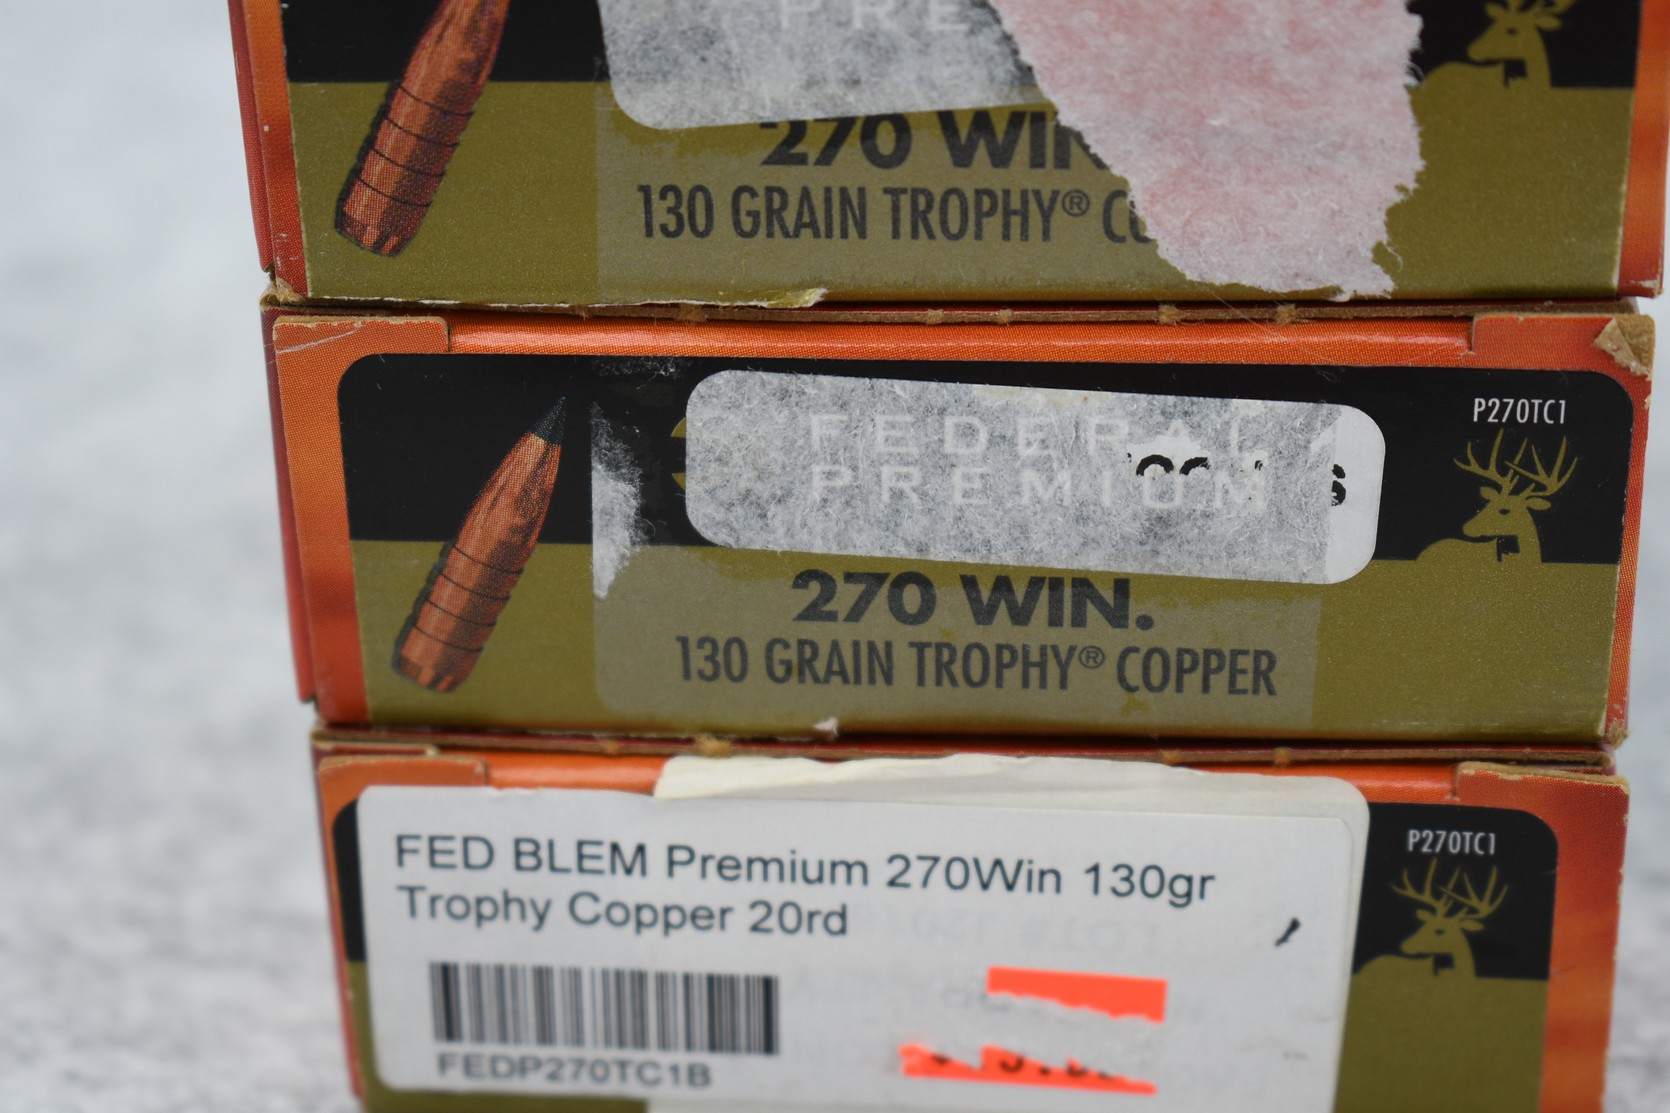 270 WIN.
130 GRAIN TROPHY®
FEDERAL
PREMIUM
P270TC1
270 WIN.
130 GRAIN TROPHY® COPPER
FED BLEM Premium 270Win 130gr
Trophy Copper 20rd
P270TC1
FEDP270TC1B